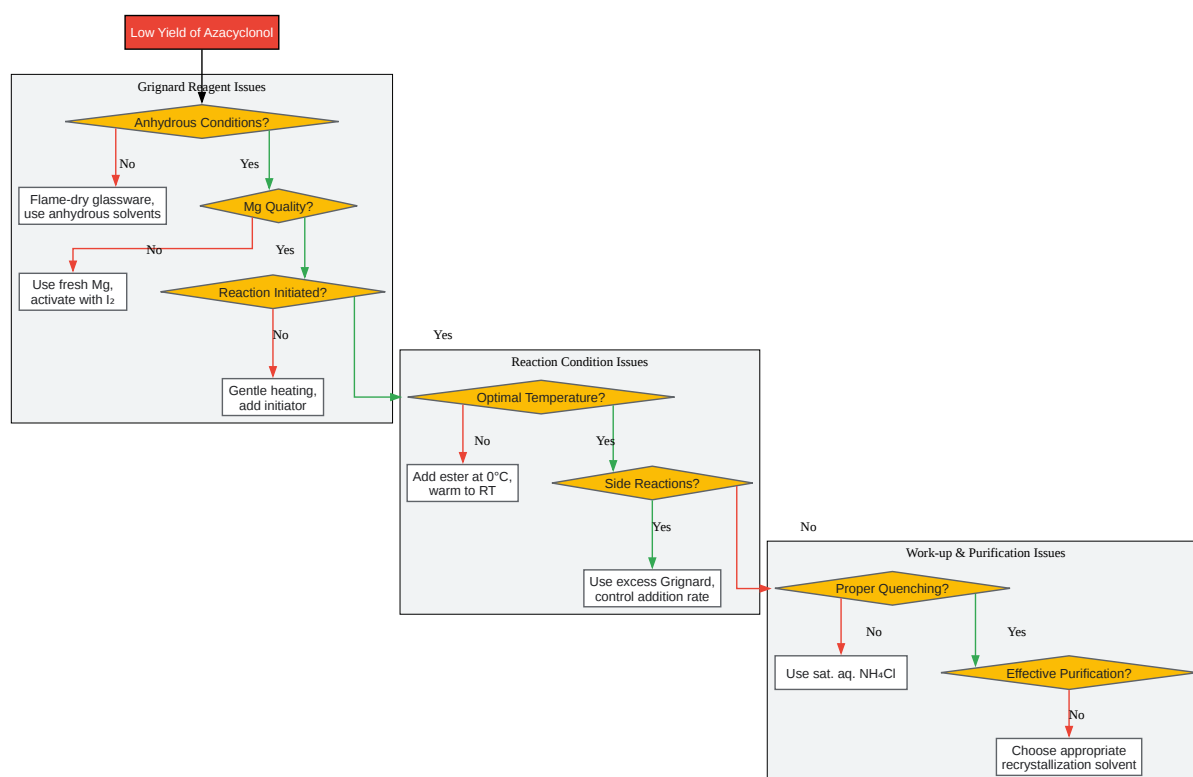 Low Yield of Azacyclonol
Grignard Reagent Issues
Anhydrous Conditions?
No
Yes
Flame-dry glassware,
use anhydrous solvents
Mg Quality?
No
Yes
Use fresh Mg,
activate with I₂
Reaction Initiated?
No
Yes
Gentle heating,
add initiator
Reaction Condition Issues
Optimal Temperature?
No
Yes
Add ester at 0°C,
warm to RT
Side Reactions?
Yes
No
Use excess Grignard,
control addition rate
Work-up & Purification Issues
Proper Quenching?
No
Yes
Use sat. aq. NH₄Cl
Effective Purification?
No
Choose appropriate
recrystallization solvent